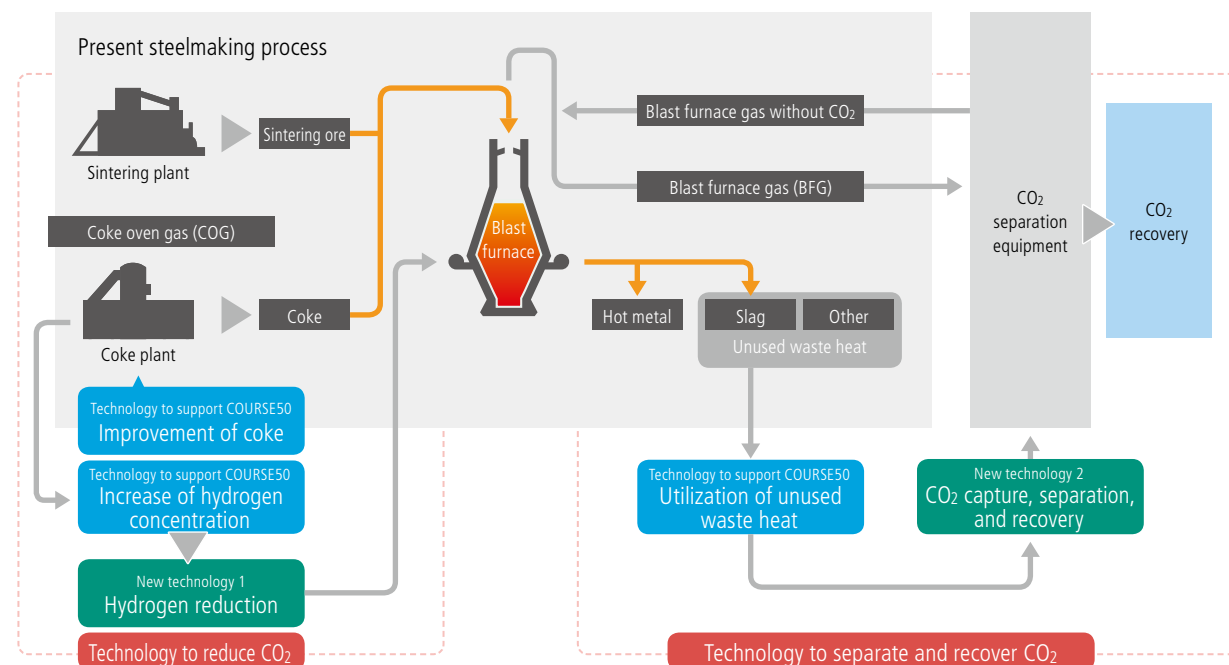 Present steelmaking process
Sintering plant
Sintering ore
Coke oven gas (COG)
Coke plant
Coke
Blast
furnace
Blast furnace gas without CO₂
Blast furnace gas (BFG)
CO₂
separation
equipment
CO₂
recovery
Hot metal
Slag
Other
Unused waste heat
Technology to support COURSE50
Improvement of coke
Technology to support COURSE50
Increase of hydrogen
concentration
New technology 1
Hydrogen reduction
Technology to reduce CO₂
Technology to support COURSE50
Utilization of unused
waste heat
New technology 2
CO₂ capture, separation,
and recovery
Technology to separate and recover CO₂